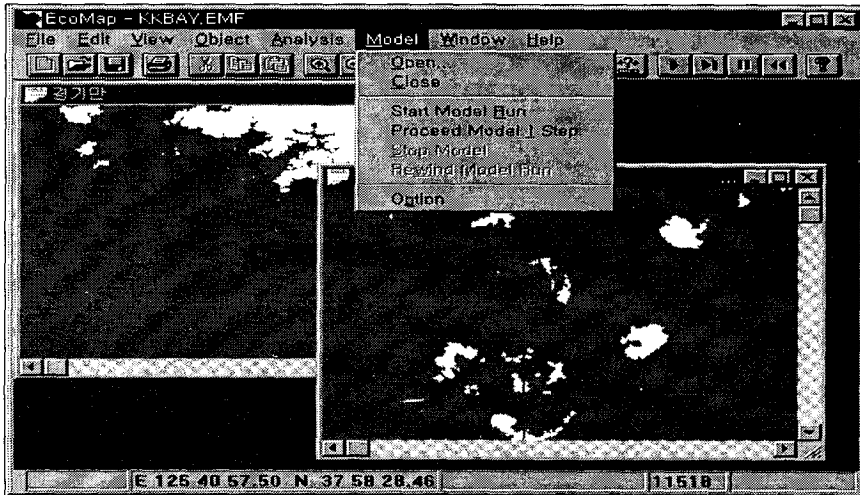 EcoMap - KKBAY.EMF
File Edit View Object Analysis Model Window Help
Open...
Close
Start Model Run
Proceed Model 1 Step
Stop Model
Rewind Model Run
Option
경기만
...
E 125 40 57.50 N 37 58 28.46
11518